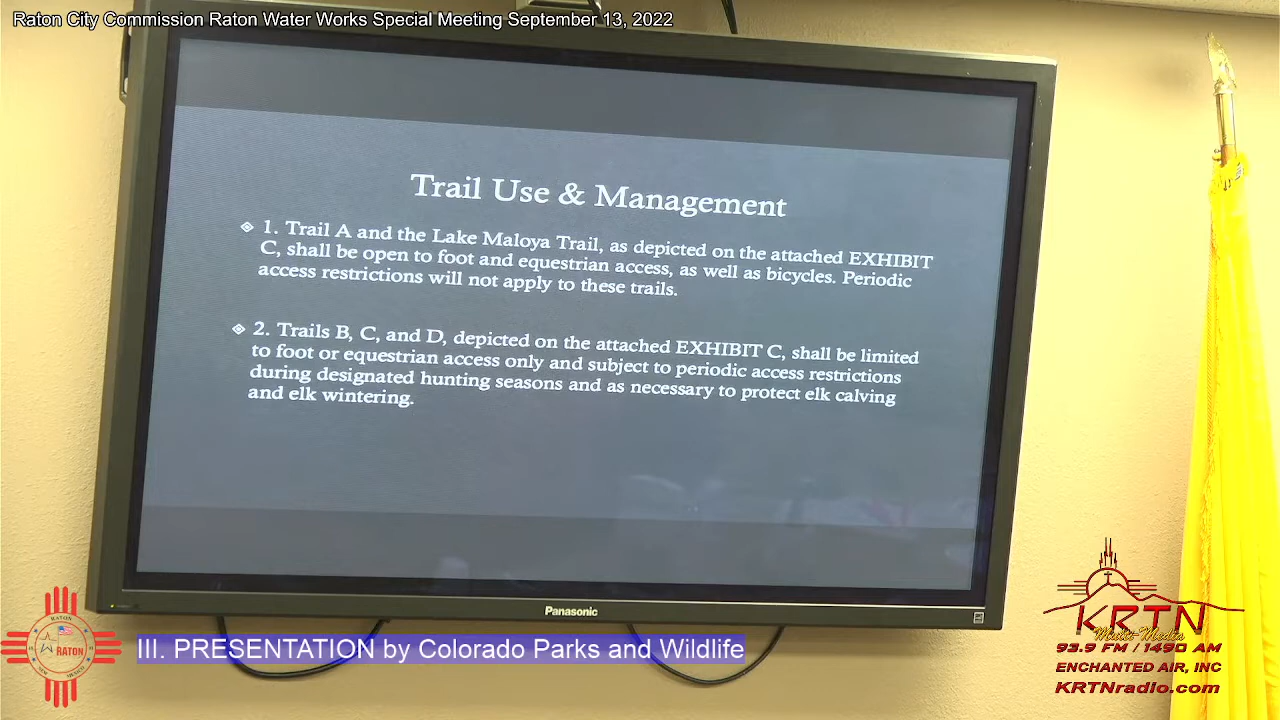 Raton City Commission Raton Water Works Special Meeting September 13, 2022
Trail Use & Management
1. Trail A and the Lake Maloya Trail, as depicted on the attached EXHIBIT
C, shall be open to foot and equestrian access, as well as bicycles. Periodic
access restrictions will not apply to these trails.
2. Trails B, C, and D, depicted on the attached EXHIBIT C, shall be limited
to foot or equestrian access only and subject to periodic access restrictions
during designated hunting seasons and as necessary to protect elk calving
and elk wintering.
Panasonic
RATON
RATON
III. PRESENTATION by Colorado Parks and Wildlife
KRTN
Multi-Media
93.9 FM / 1490 AM
ENCHANTED AIR, INC
KRTNradio.com